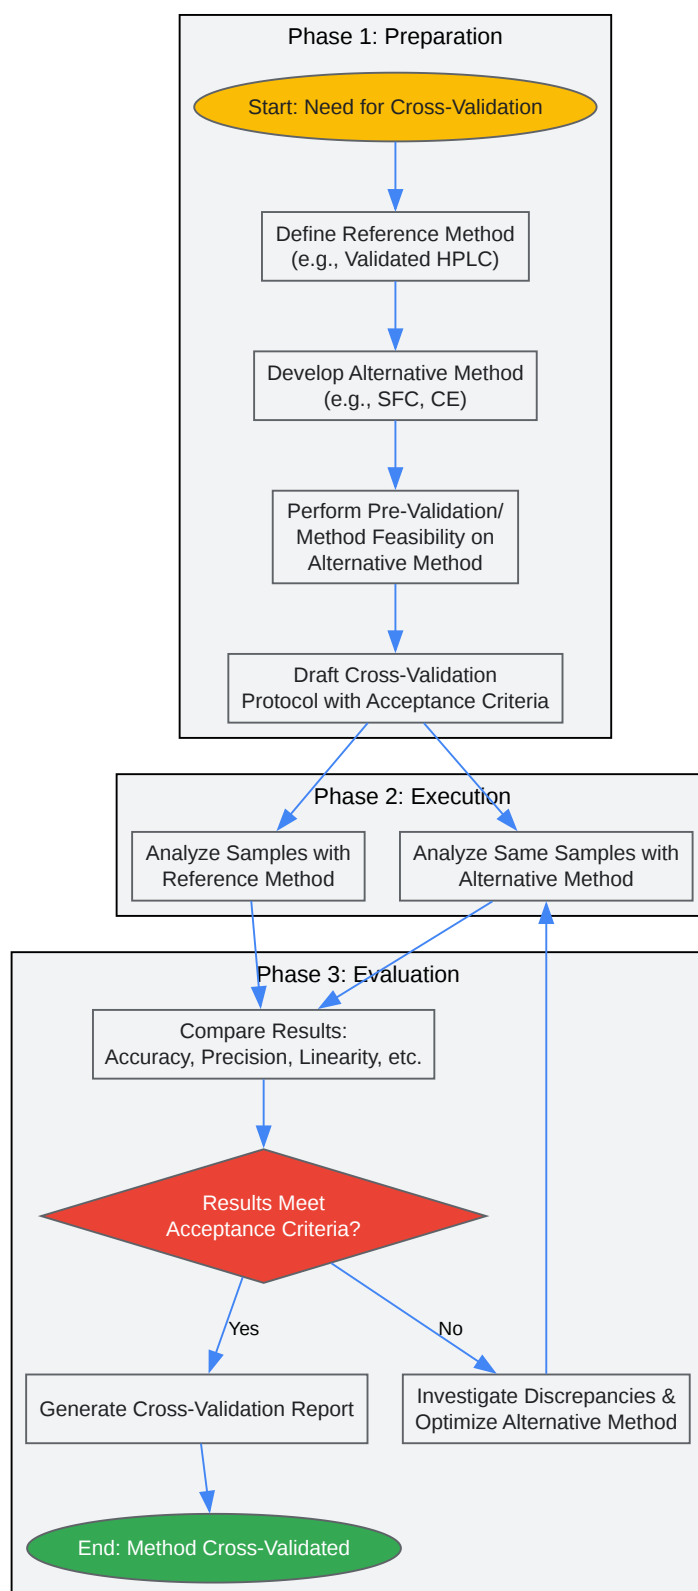 Phase 1: Preparation
Start: Need for Cross-Validation
Define Reference Method
(e.g., Validated HPLC)
Develop Alternative Method
(e.g., SFC, CE)
Perform Pre-Validation/
Method Feasibility on
Alternative Method
Draft Cross-Validation
Protocol with Acceptance Criteria
Phase 2: Execution
Analyze Samples with
Reference Method
Analyze Same Samples with
Alternative Method
Phase 3: Evaluation
Compare Results:
Accuracy, Precision, Linearity, etc.
Results Meet
Acceptance Criteria?
Yes
No
Generate Cross-Validation Report
Investigate Discrepancies &
Optimize Alternative Method
End: Method Cross-Validated